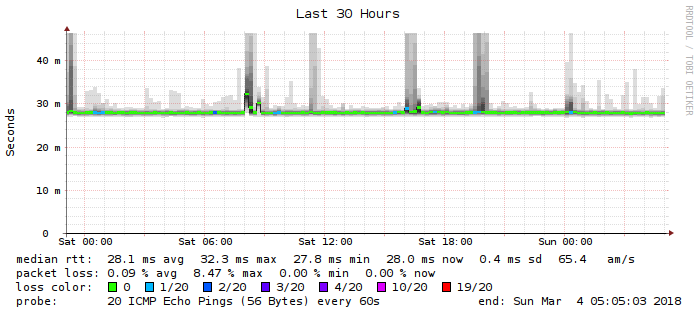 Last 30 Hours
RRDTOOL / TOBI OETIKER
Seconds
40 m
30 m
20 m
10 m
0
Sat 00:00 Sat 06:00 Sat 12:00 Sat 18:00 Sun 00:00
median rtt: 28.1 ms avg 32.3 ms max 27.8 ms min 28.0 ms now 0.4 ms sd 65.4 am/s
packet loss: 0.09 % avg 8.47 % max 0.00 % min 0.00 % now
loss color: 0 1/20 2/20 3/20 4/20 10/20 19/20
probe: 20 ICMP Echo Pings (56 Bytes) every 60s end: Sun Mar 4 05:05:03 2018